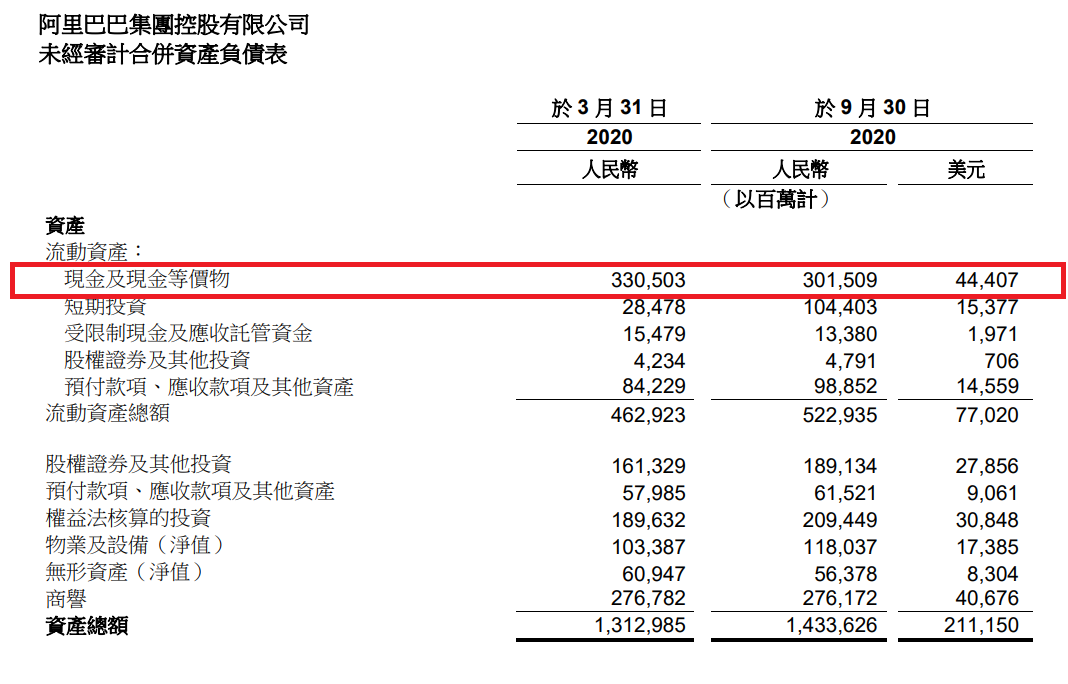 阿里巴巴集團控股有限公司
未經審計合併資產負債表
於 3 月 31 日 於 9 月 30 日
2020 2020
人民幣 人民幣 美元
（以百萬計）
資產
流動資產：
現金及現金等價物 330,503 301,509 44,407
短期投資 28,478 104,403 15,377
受限制現金及應收託管資金 15,479 13,380 1,971
股權證券及其他投資 4,234 4,791 706
預付款項、應收款項及其他資產 84,229 98,852 14,559
流動資產總額 462,923 522,935 77,020
股權證券及其他投資 161,329 189,134 27,856
預付款項、應收款項及其他資產 57,985 61,521 9,061
權益法核算的投資 189,632 209,449 30,848
物業及設備（淨值） 103,387 118,037 17,385
無形資產（淨值） 60,947 56,378 8,304
商譽 276,782 276,172 40,676
資產總額 1,312,985 1,433,626 211,150